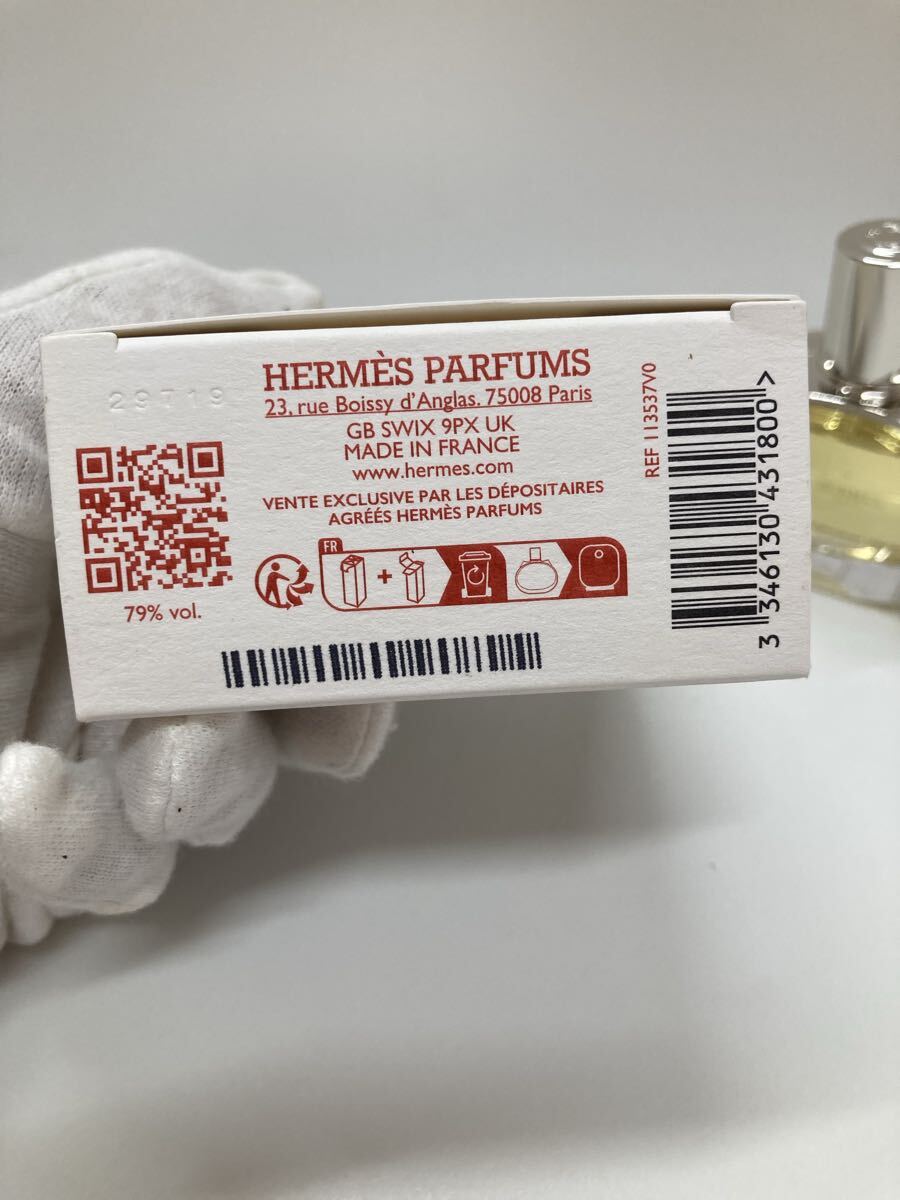 29719
HERMÈS PARFUMS
23, rue Boissy d'Anglas. 75008 Paris
GB SWIX 9PX UK
MADE IN FRANCE
www.hermes.com
VENTE EXCLUSIVE PAR LES DÉPOSITAIRES
AGRÉÉS HERMÈS PARFUMS
FR
+
79% vol.
REF 113537V0
3 346130 431800 >